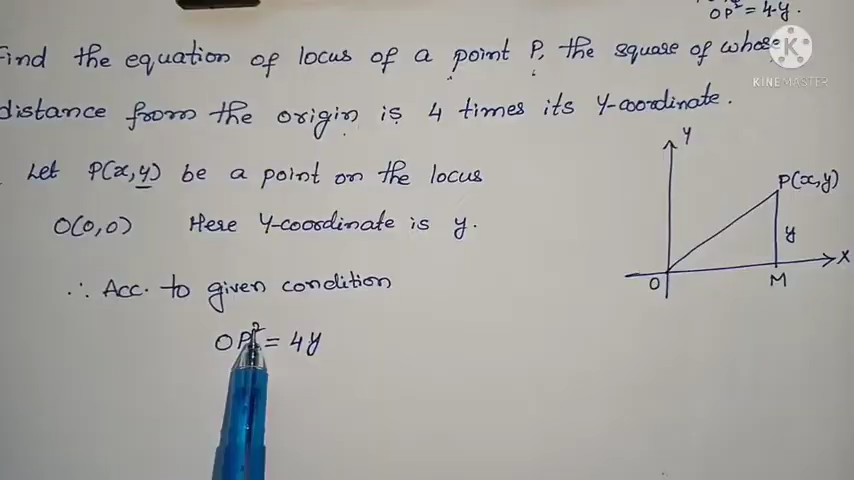 OP² = 4y.
Find the equation of locus of a point P, the square of whose
distance from the origin is 4 times its Y-coordinate.
K
KINEMASTER
Let P(x,y) be a point on the locus
O(0,0) Here Y-coordinate is y.
∴ Acc. to given condition
OP² = 4y
Y
P(x,y)
y
X
O
M